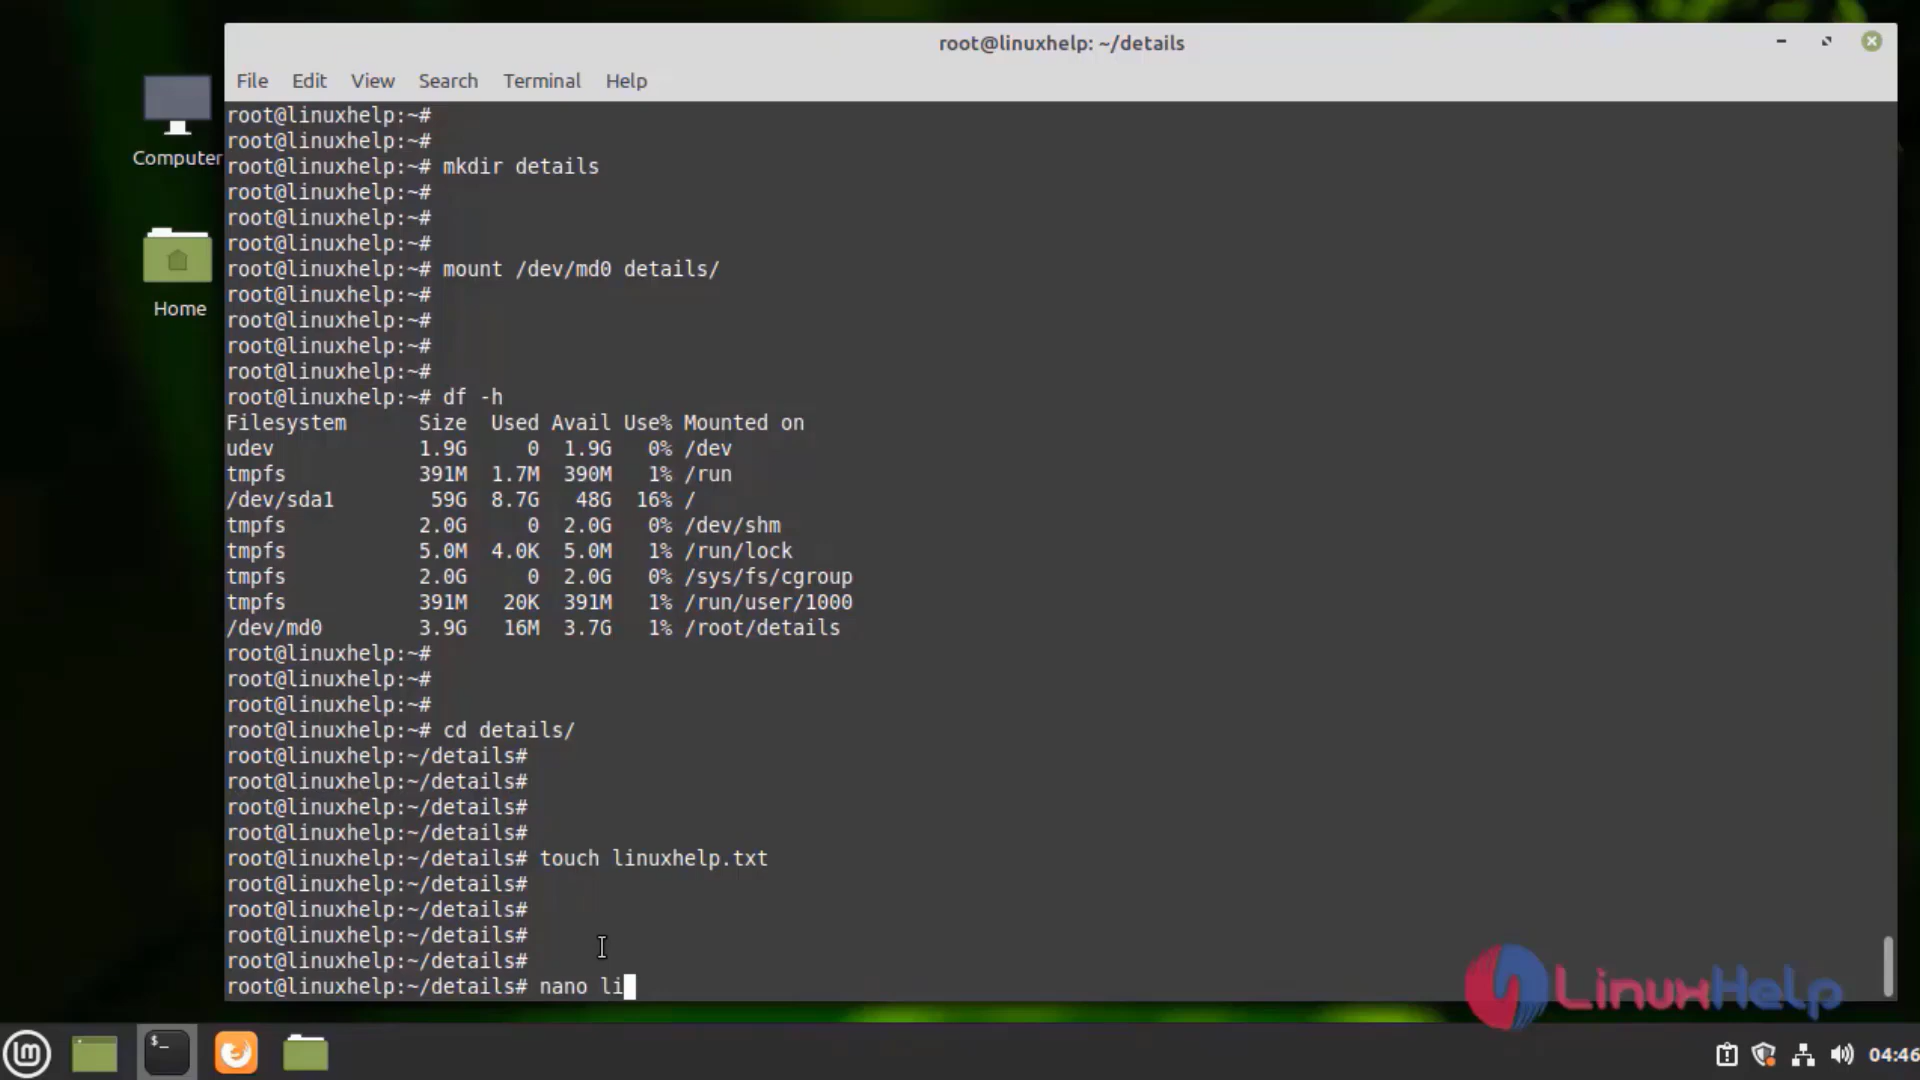 root@linuxhelp: ~/details
File Edit View Search Terminal Help
Computer
Home
root@linuxhelp:~#
root@linuxhelp:~#
root@linuxhelp:~# mkdir details
root@linuxhelp:~#
root@linuxhelp:~#
root@linuxhelp:~#
root@linuxhelp:~# mount /dev/md0 details/
root@linuxhelp:~#
root@linuxhelp:~#
root@linuxhelp:~#
root@linuxhelp:~#
root@linuxhelp:~# df -h
Filesystem      Size  Used Avail Use% Mounted on
udev            1.9G     0  1.9G   0% /dev
tmpfs           391M  1.7M  390M   1% /run
/dev/sda1        59G  8.7G   48G  16% /
tmpfs           2.0G     0  2.0G   0% /dev/shm
tmpfs           5.0M  4.0K  5.0M   1% /run/lock
tmpfs           2.0G     0  2.0G   0% /sys/fs/cgroup
tmpfs           391M   20K  391M   1% /run/user/1000
/dev/md0        3.9G   16M  3.7G   1% /root/details
root@linuxhelp:~#
root@linuxhelp:~#
root@linuxhelp:~#
root@linuxhelp:~# cd details/
root@linuxhelp:~/details#
root@linuxhelp:~/details#
root@linuxhelp:~/details#
root@linuxhelp:~/details#
root@linuxhelp:~/details# touch linuxhelp.txt
root@linuxhelp:~/details#
root@linuxhelp:~/details#
root@linuxhelp:~/details#
root@linuxhelp:~/details#
root@linuxhelp:~/details# nano li
LinuxHelp
$_
04:46